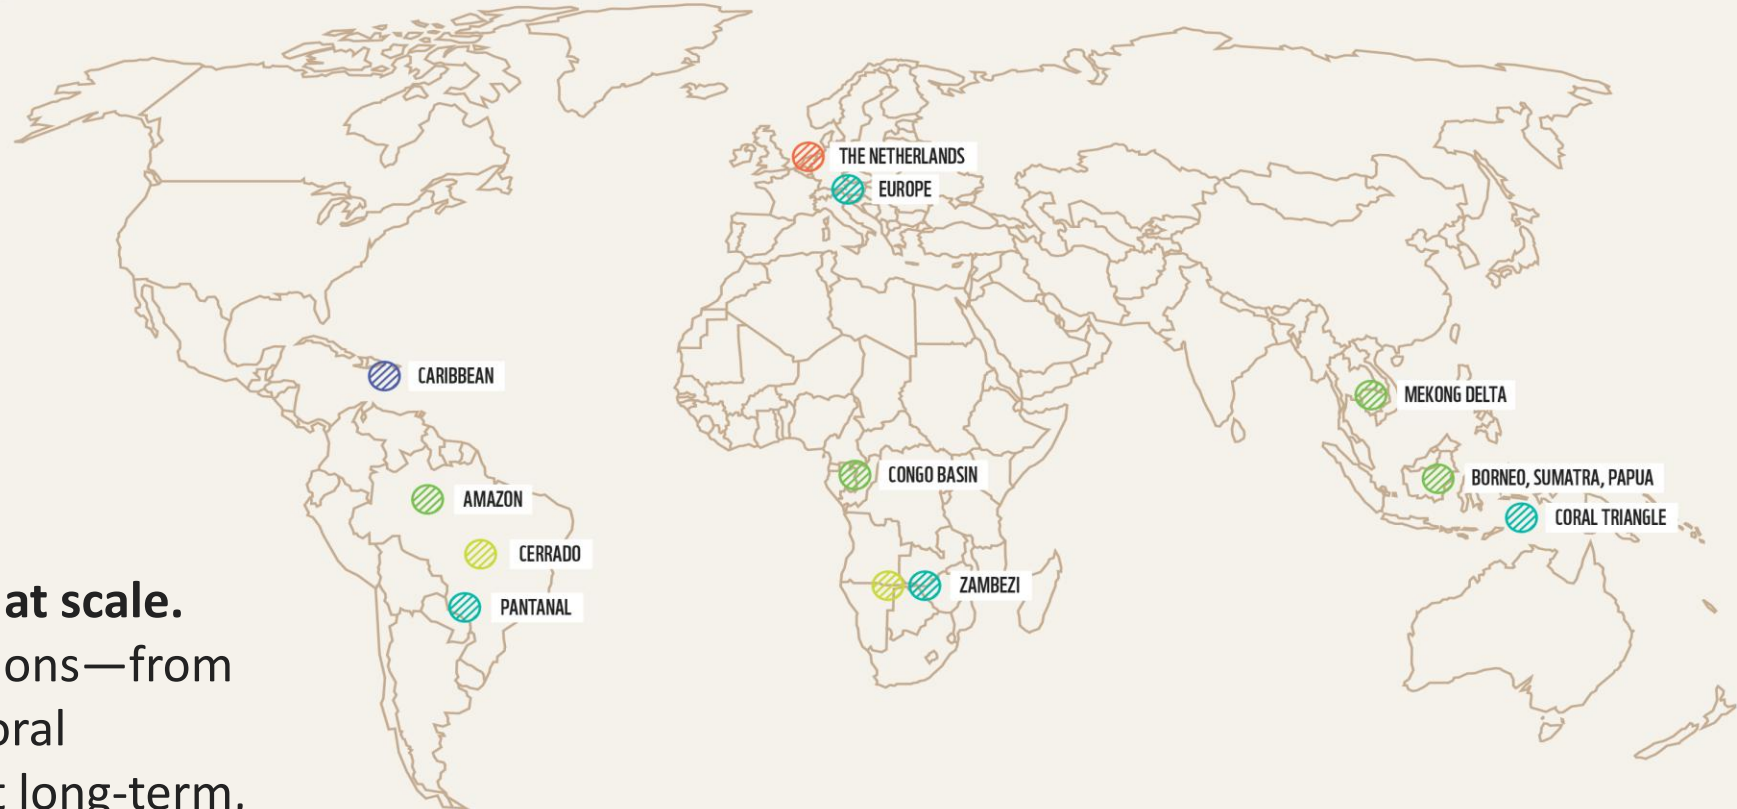 THE NETHERLANDS
EUROPE
CARIBBEAN
MEKONG DELTA
CONGO BASIN
BORNEO, SUMATRA, PAPUA
AMAZON
CORAL TRIANGLE
CERRADO
ZAMBEZI
PANTANAL
at scale.
ons—from
oral
long-term.